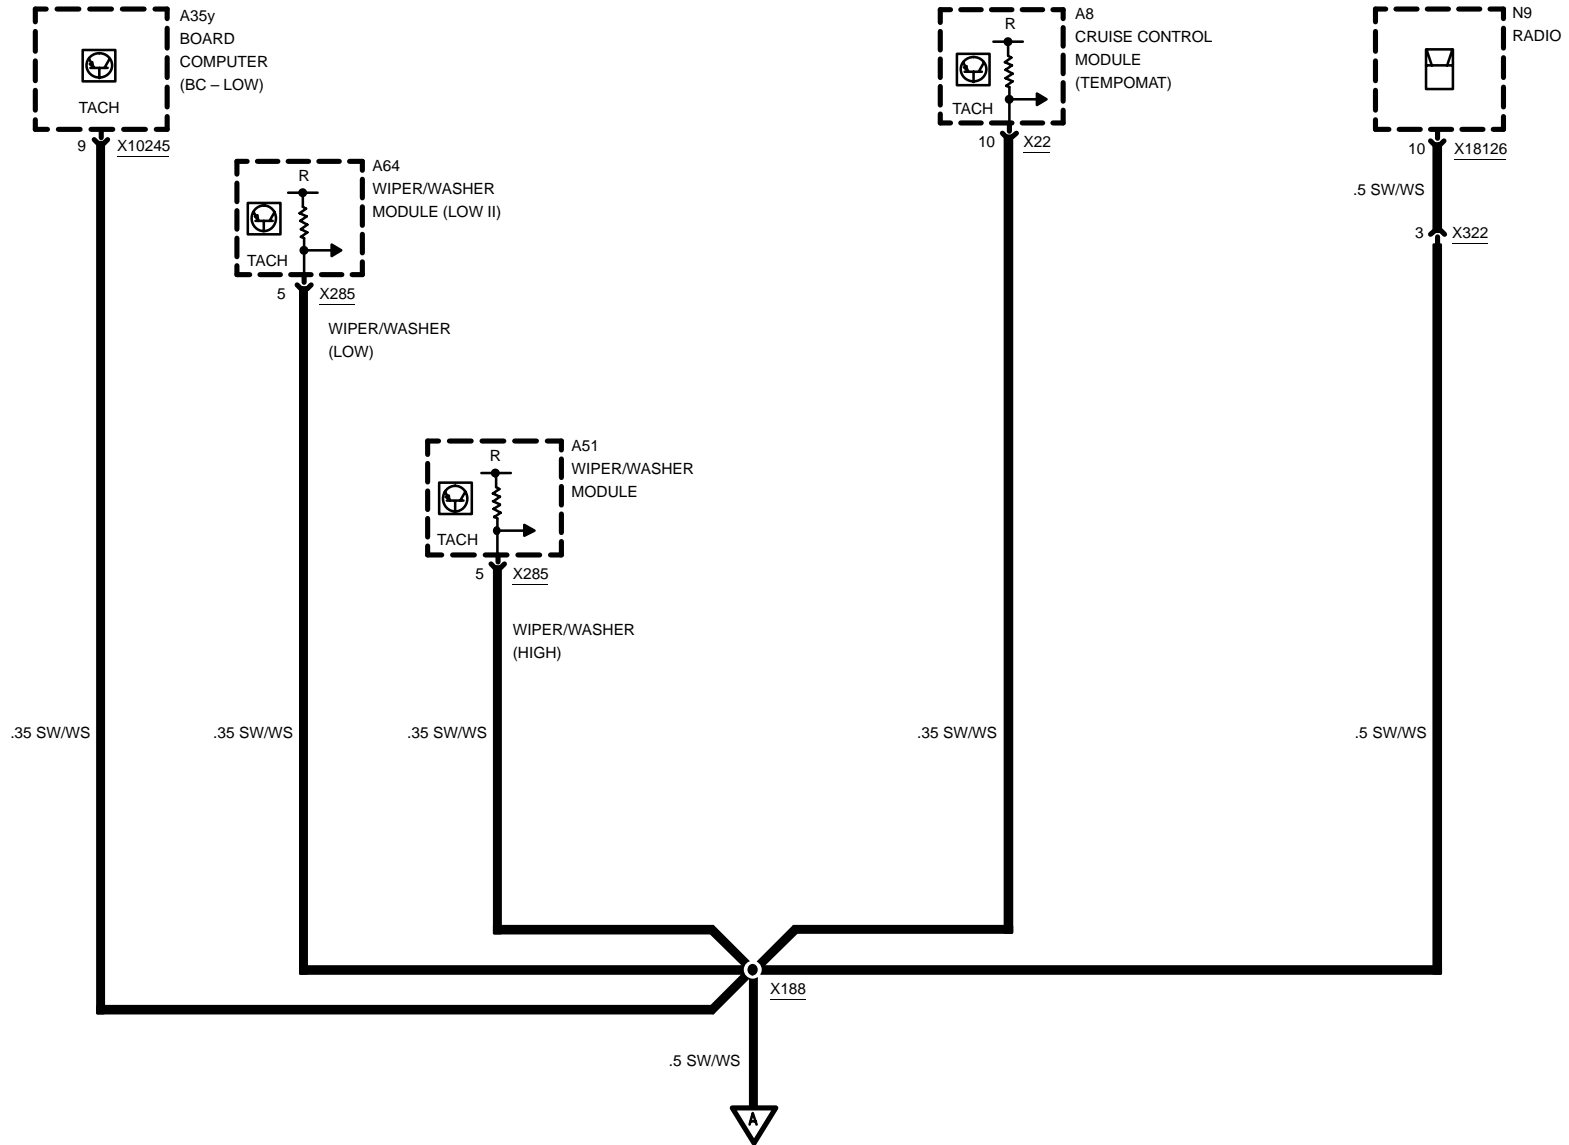 A35y
BOARD
COMPUTER
(BC – LOW)
TACH
9 X10245
A64
WIPER/WASHER
MODULE (LOW II)
R
TACH
5 X285
WIPER/WASHER
(LOW)
A51
WIPER/WASHER
MODULE
R
TACH
5 X285
WIPER/WASHER
(HIGH)
A8
CRUISE CONTROL
MODULE
(TEMPOMAT)
R
TACH
10 X22
N9
RADIO
10 X18126
.5 SW/WS
3 X322
.35 SW/WS
.35 SW/WS
.35 SW/WS
.35 SW/WS
.5 SW/WS
X188
.5 SW/WS
A